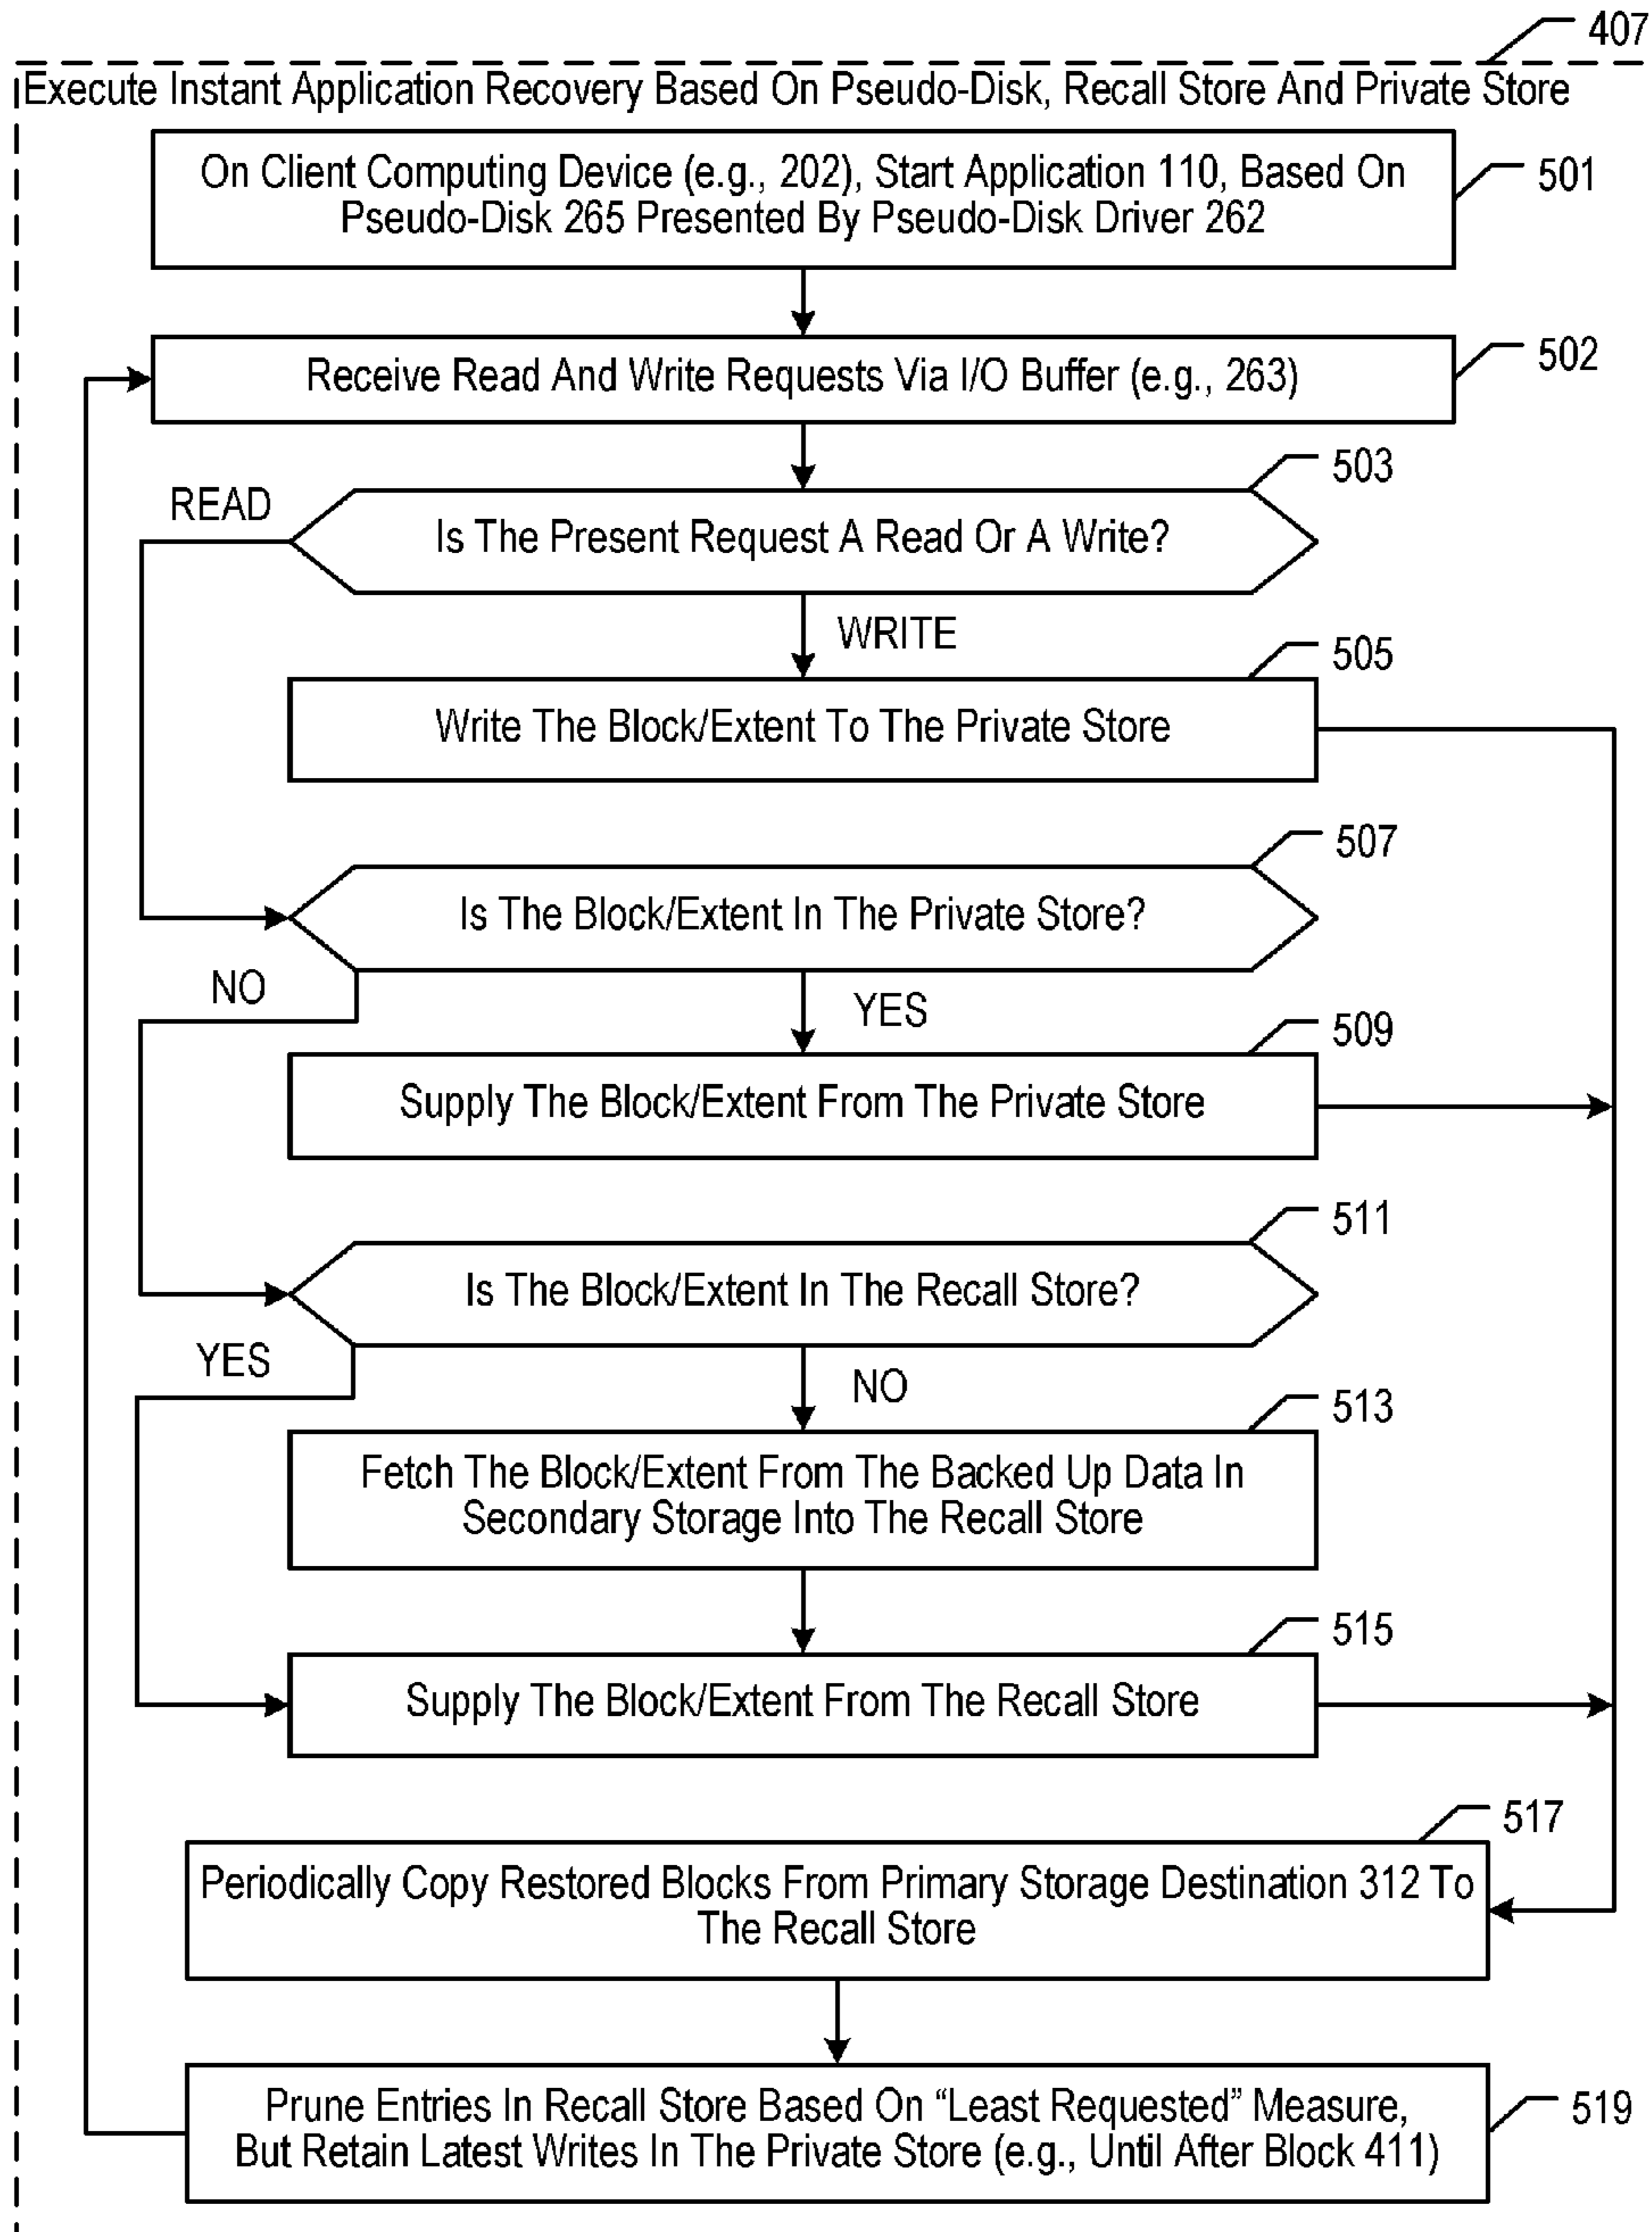 407
Execute Instant Application Recovery Based On Pseudo-Disk, Recall Store And Private Store
On Client Computing Device (e.g., 202), Start Application 110, Based On
Pseudo-Disk 265 Presented By Pseudo-Disk Driver 262
501
Receive Read And Write Requests Via I/O Buffer (e.g., 263)
502
503
READ
Is The Present Request A Read Or A Write?
WRITE
505
Write The Block/Extent To The Private Store
507
Is The Block/Extent In The Private Store?
NO
YES
509
Supply The Block/Extent From The Private Store
511
Is The Block/Extent In The Recall Store?
YES
NO
513
Fetch The Block/Extent From The Backed Up Data In
Secondary Storage Into The Recall Store
515
Supply The Block/Extent From The Recall Store
517
Periodically Copy Restored Blocks From Primary Storage Destination 312 To
The Recall Store
Prune Entries In Recall Store Based On “Least Requested” Measure,
But Retain Latest Writes In The Private Store (e.g., Until After Block 411)
519